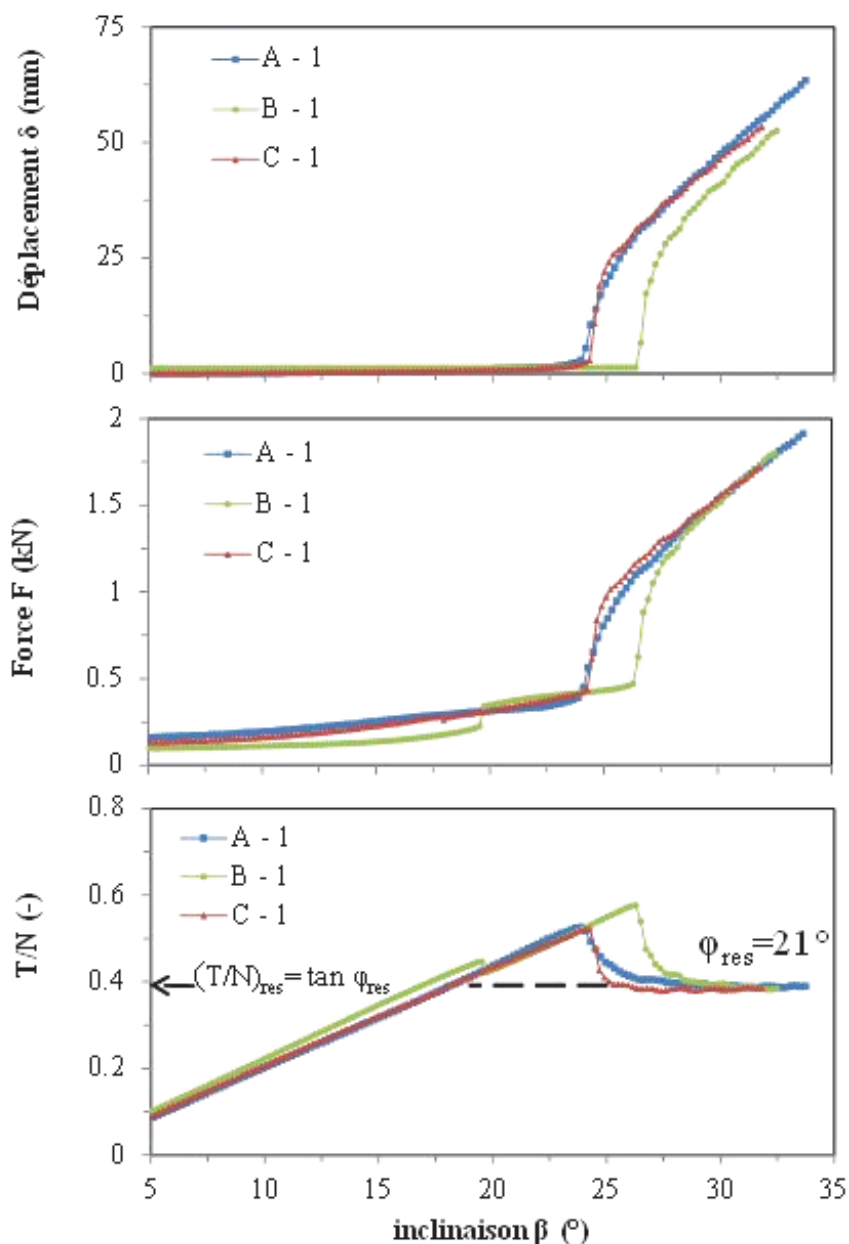 75
50
25
0
Déplacement δ (mm)
A - 1
B - 1
C - 1
2
1.5
1
0.5
0
Force F (kN)
A - 1
B - 1
C - 1
0.8
0.6
0.4
0.2
0
T/N (-)
A - 1
B - 1
C - 1
(T/N)res = tan φres
φres=21°
5 10 15 20 25 30 35
inclinaison β (°)